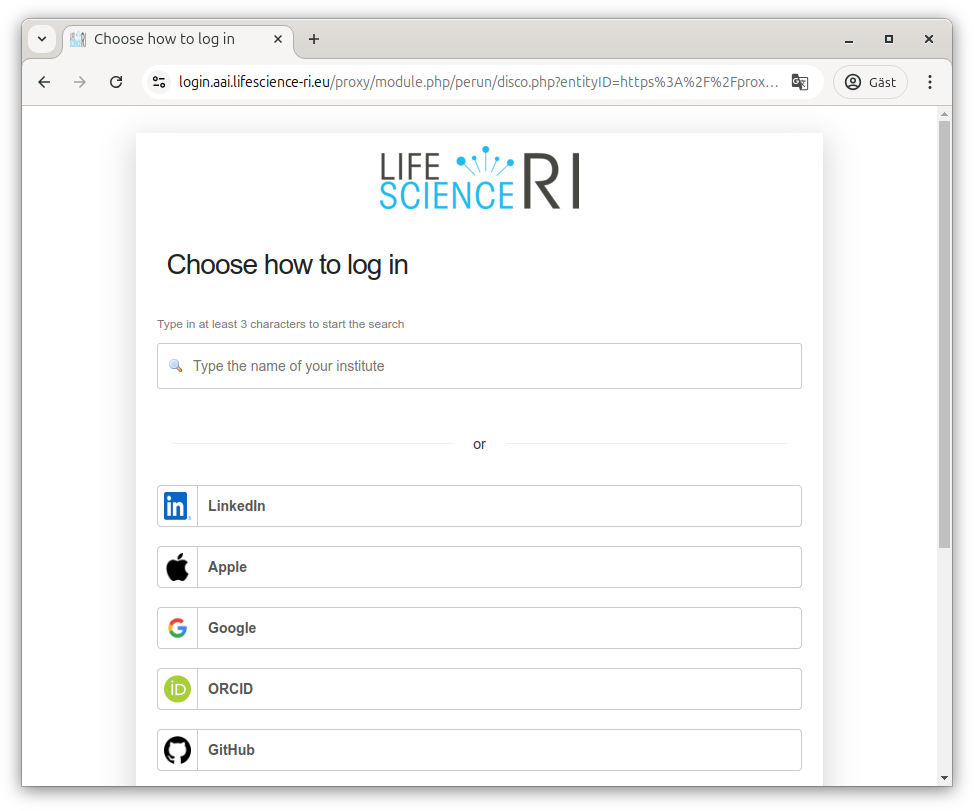 Choose how to log in
login.aai.lifescience-ri.eu/proxy/module.php/perun/disco.php?entityID=https%3A%2F%2Fprox…
Gäst
LIFE
SCIENCE RI
Choose how to log in
Type in at least 3 characters to start the search
Type the name of your institute
or
in LinkedIn
Apple
G Google
iD ORCID
GitHub